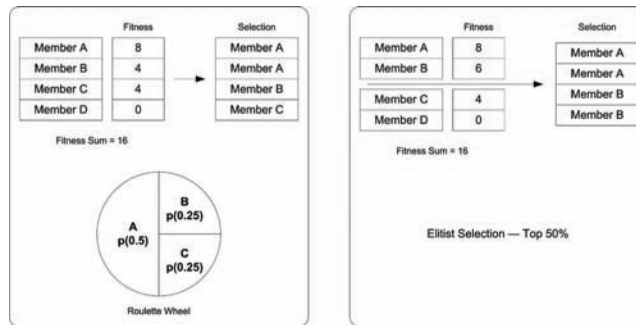 Fitness Selection
Member A 8 Member A
Member B 4 Member A
Member C 4 Member B
Member D 0 Member C
Fitness Sum = 16
A
p(0.5)
B
p(0.25)
C
p(0.25)
Roulette Wheel
Fitness Selection
Member A 8 Member A
Member B 6 Member A
Member C 4 Member B
Member D 0 Member B
Fitness Sum = 16
Elitist Selection — Top 50%